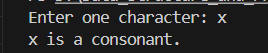 Enter one character: x
x is a consonant.